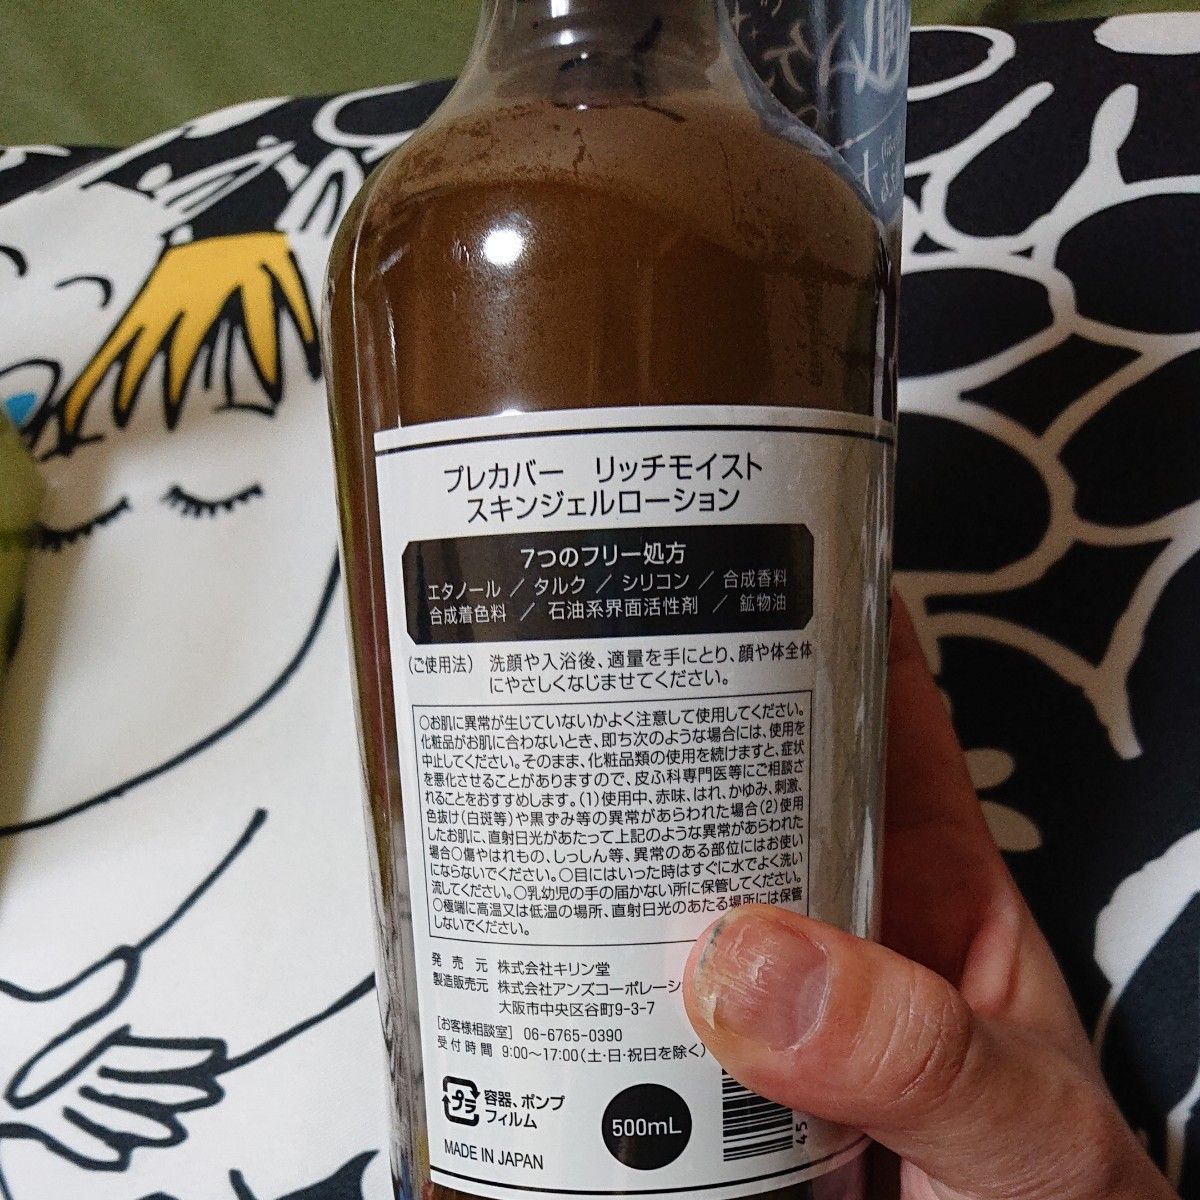 プレカバー　リッチモイスト
スキンジェルローション
7つのフリー処方
エタノール ／ タルク ／ シリコン ／ 合成香料
合成着色料 ／ 石油系界面活性剤 ／ 鉱物油
(ご使用法) 洗顔や入浴後、適量を手にとり、顔や体全体
にやさしくなじませてください。
○お肌に異常が生じていないかよく注意して使用してください。
化粧品がお肌に合わないとき、即ち次のような場合には、使用を
中止してください。そのまま、化粧品類の使用を続けますと、症状
を悪化させることがありますので、皮ふ科専門医等にご相談さ
れることをおすすめします。(1)使用中、赤味、はれ、かゆみ、刺激、
色抜け(白斑等)や黒ずみ等の異常があらわれた場合(2)使用
したお肌に、直射日光があたって上記のような異常があらわれた
場合○傷やはれもの、しっしん等、異常のある部位にはお使い
にならないでください。○目にはいった時はすぐに水でよく洗い
流してください。○乳幼児の手の届かない所に保管してください。
○極端に高温又は低温の場所、直射日光のあたる場所には保管
しないでください。
発売元 株式会社キリン堂
製造販売元 株式会社アンズコーポレーシ
大阪市中央区谷町9-3-7
[お客様相談室] 06-6765-0390
受付時間 9:00〜17:00(土・日・祝日を除く)
プラ 容器、ポンプ
フィルム
500mL
MADE IN JAPAN
45